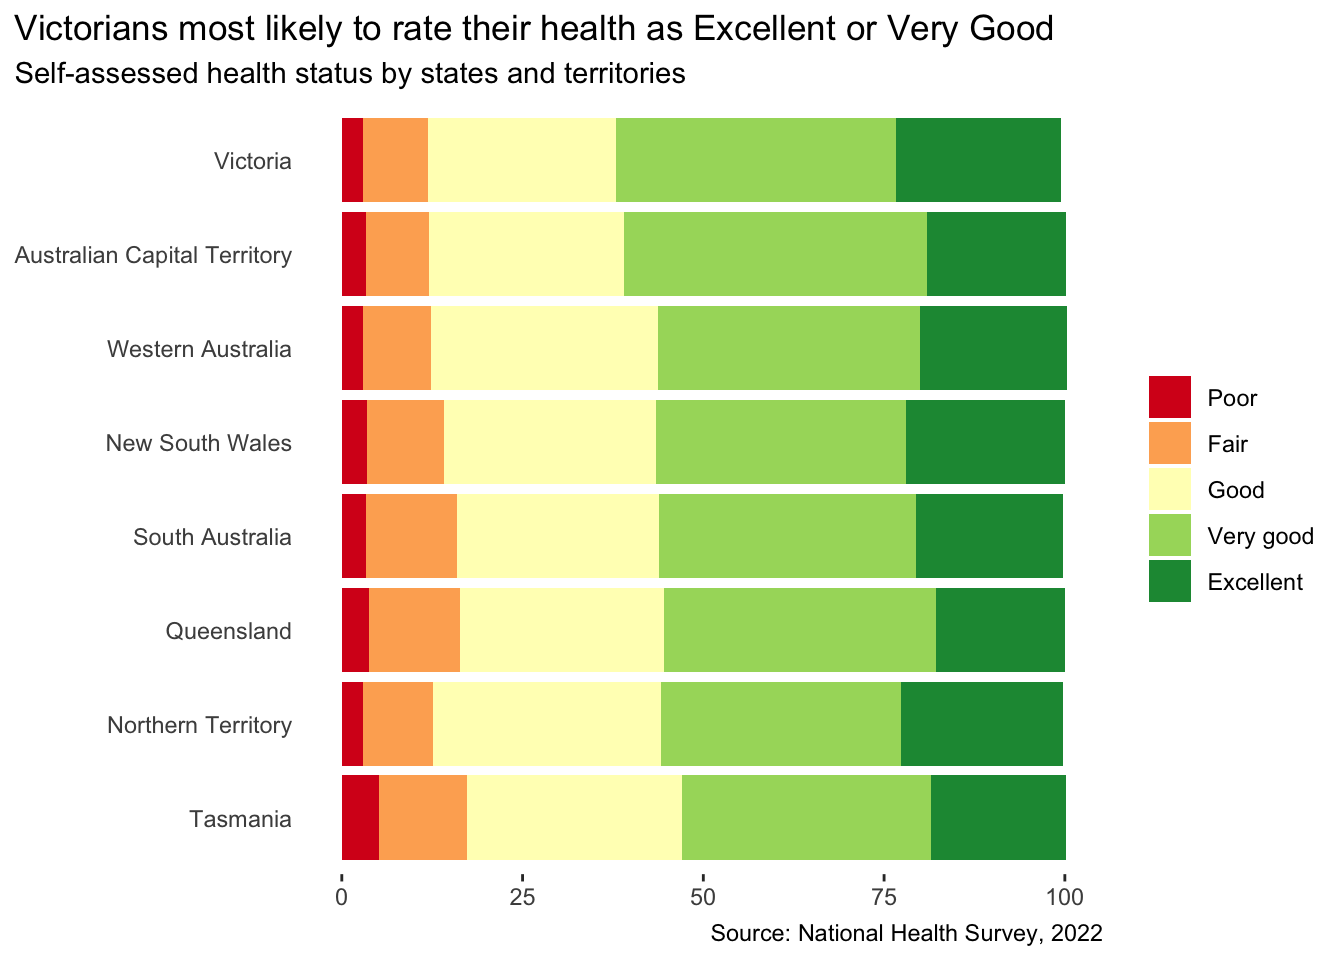 Victorians most likely to rate their health as Excellent or Very Good
Self-assessed health status by states and territories
Victoria
Australian Capital Territory
Western Australia
New South Wales
South Australia
Queensland
Northern Territory
Tasmania
0 25 50 75 100
Poor
Fair
Good
Very good
Excellent
Source: National Health Survey, 2022